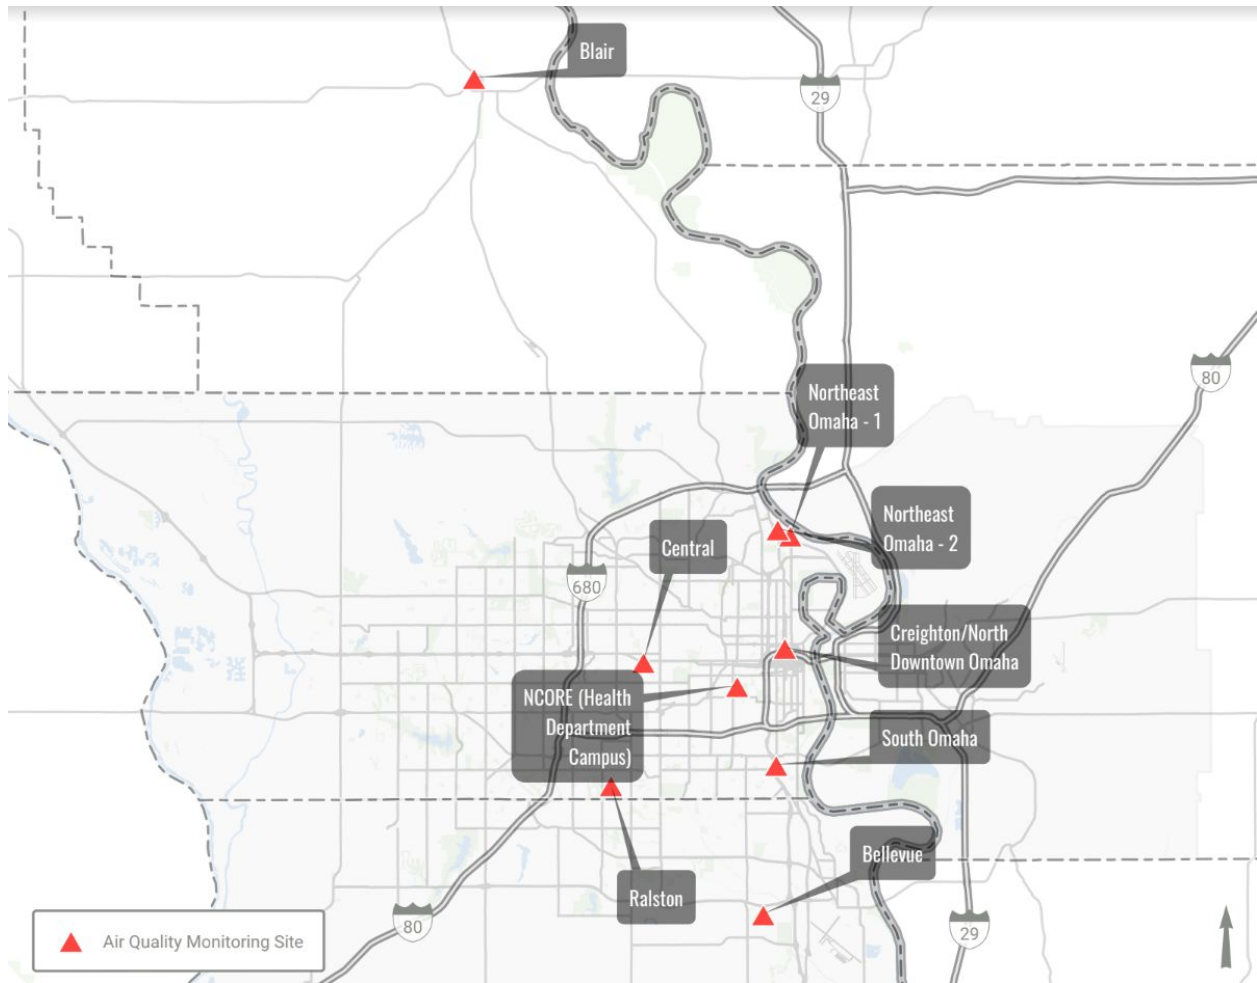 Blair
29
80
Northeast
Omaha - 1
Northeast
Omaha - 2
Central
680
Creighton/North
Downtown Omaha
NCORE (Health
Department
Campus)
South Omaha
Bellevue
Ralston
80
29
Air Quality Monitoring Site